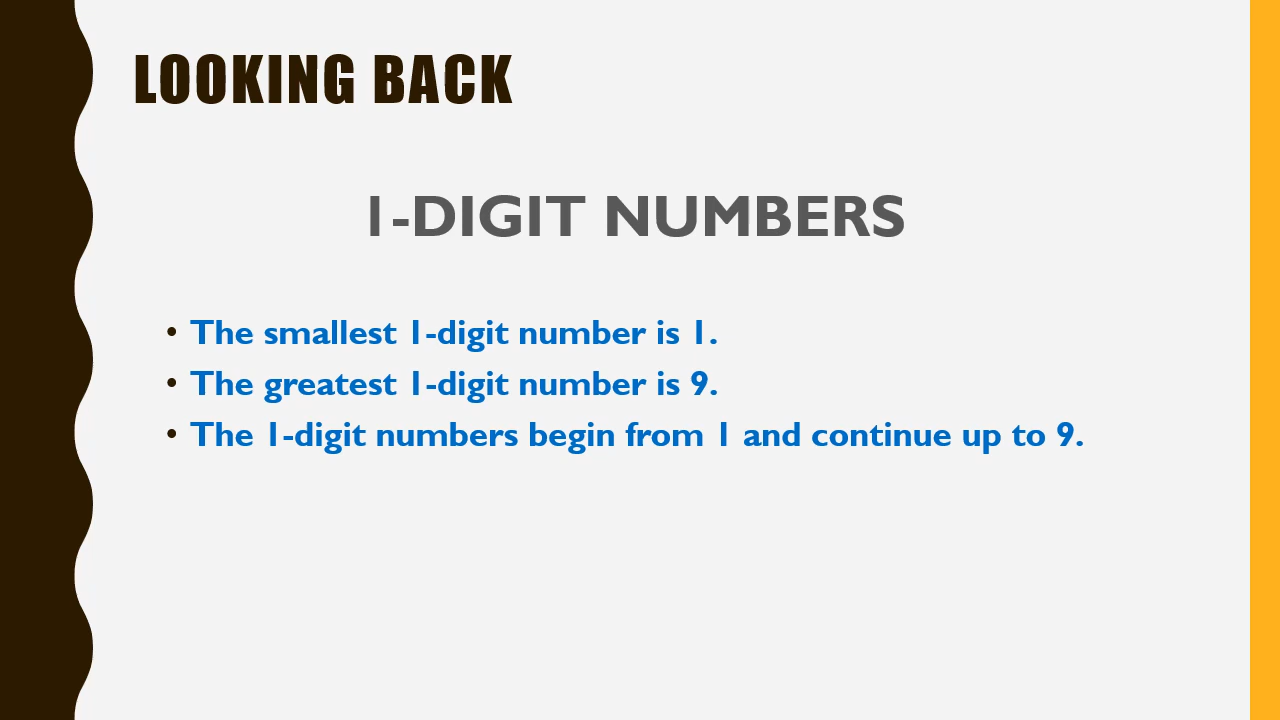 LOOKING BACK
1-DIGIT NUMBERS
• The smallest 1-digit number is 1.
• The greatest 1-digit number is 9.
• The 1-digit numbers begin from 1 and continue up to 9.